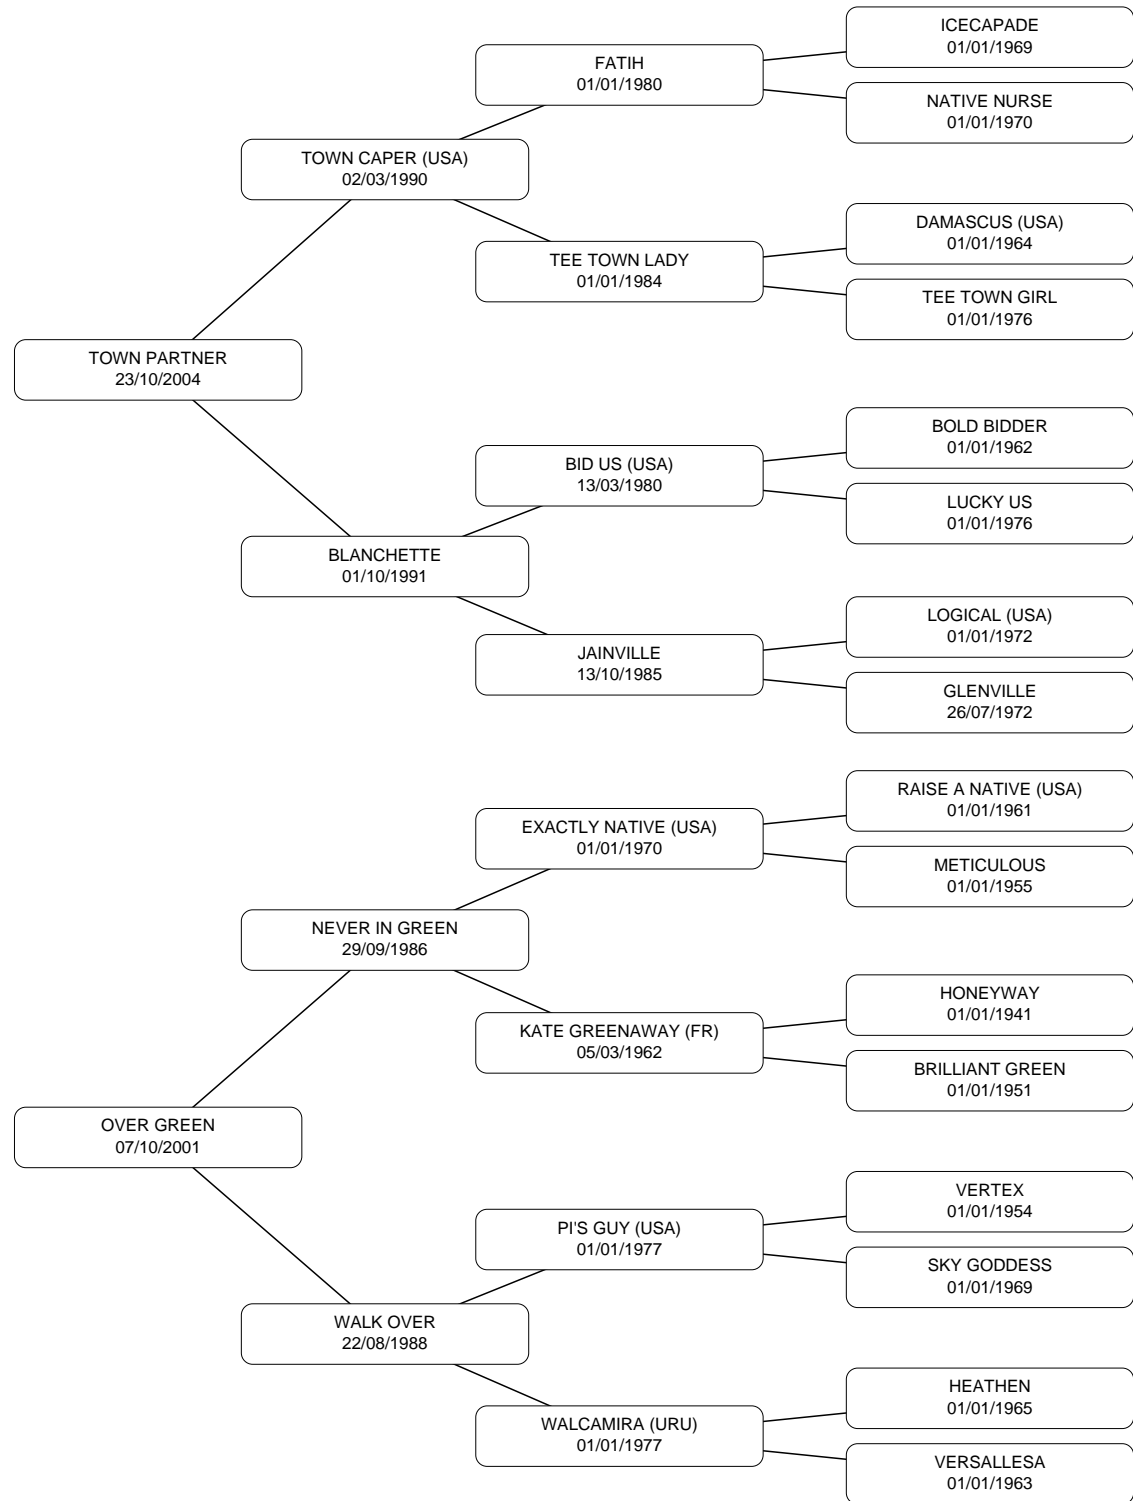 ICECAPADE
01/01/1969
FATIH
01/01/1980
NATIVE NURSE
01/01/1970
TOWN CAPER (USA)
02/03/1990
DAMASCUS (USA)
01/01/1964
TEE TOWN LADY
01/01/1984
TEE TOWN GIRL
01/01/1976
TOWN PARTNER
23/10/2004
BOLD BIDDER
01/01/1962
BID US (USA)
13/03/1980
LUCKY US
01/01/1976
BLANCHETTE
01/10/1991
LOGICAL (USA)
01/01/1972
JAINVILLE
13/10/1985
GLENVILLE
26/07/1972
RAISE A NATIVE (USA)
01/01/1961
EXACTLY NATIVE (USA)
01/01/1970
METICULOUS
01/01/1955
NEVER IN GREEN
29/09/1986
HONEYWAY
01/01/1941
KATE GREENAWAY (FR)
05/03/1962
BRILLIANT GREEN
01/01/1951
OVER GREEN
07/10/2001
VERTEX
01/01/1954
PI'S GUY (USA)
01/01/1977
SKY GODDESS
01/01/1969
WALK OVER
22/08/1988
HEATHEN
01/01/1965
WALCAMIRA (URU)
01/01/1977
VERSALLESA
01/01/1963